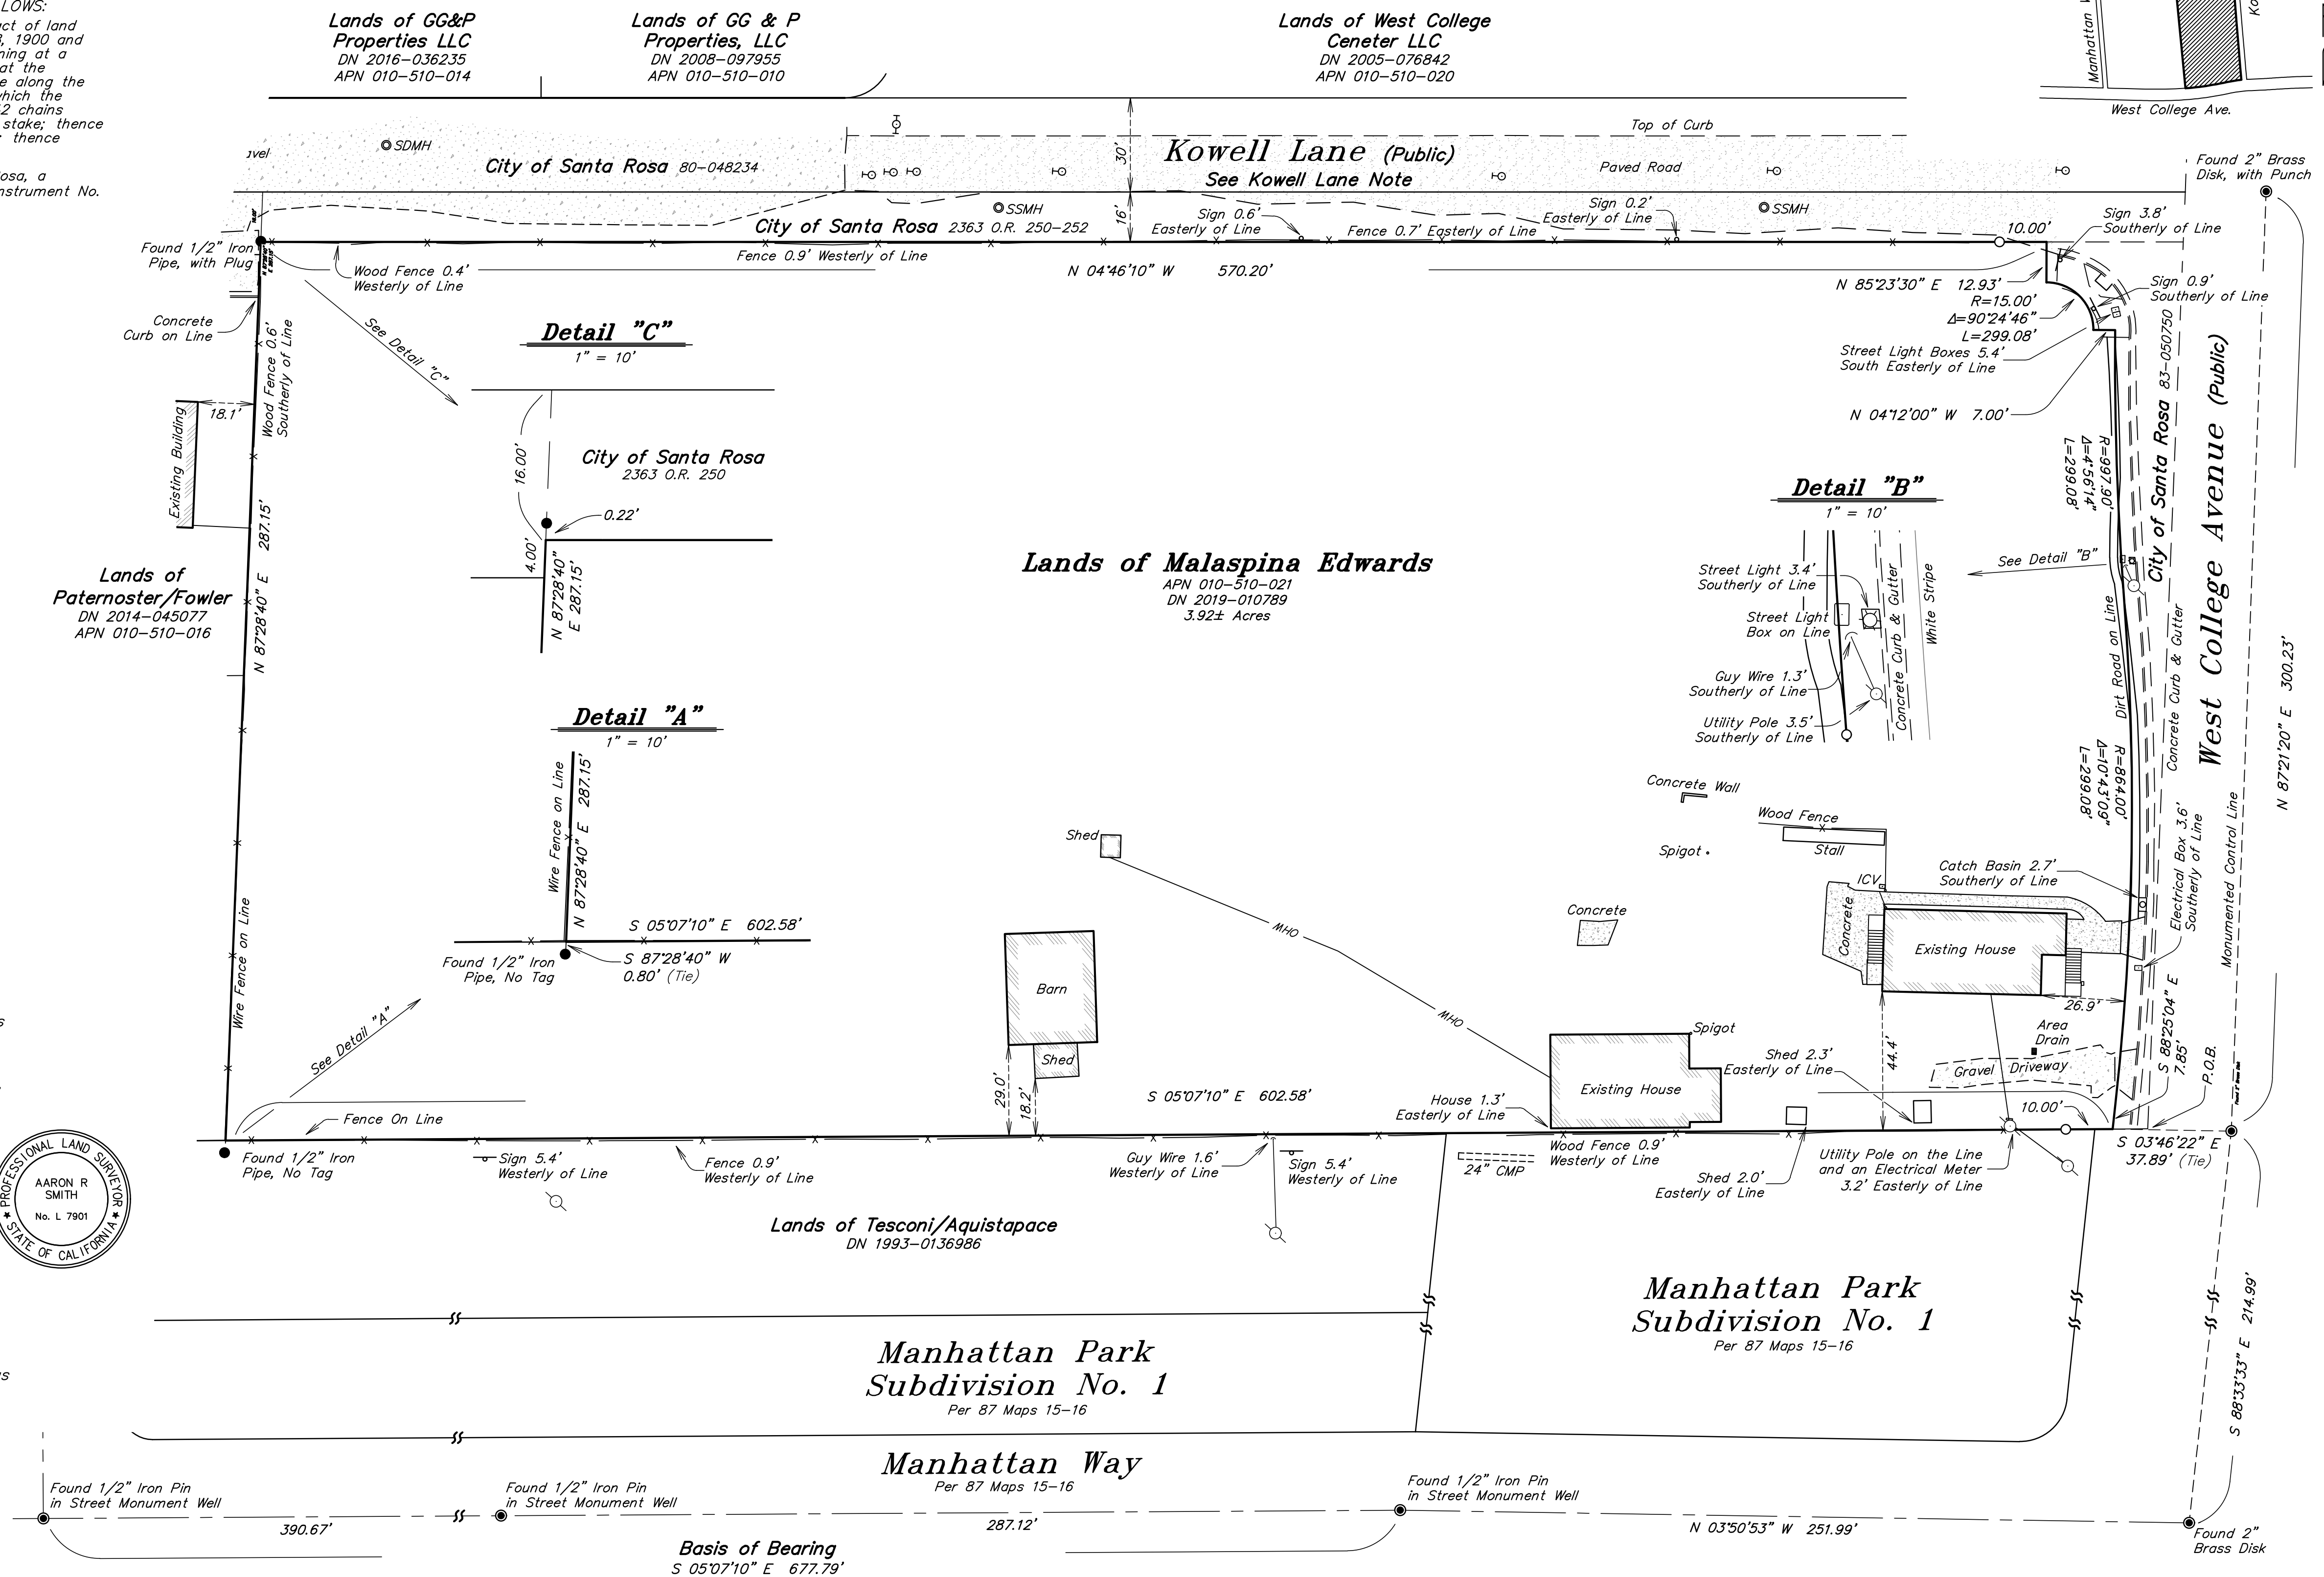 LOWS:
act of land
, 1900 and
ning at a
at the
e along the
which the
2 chains
stake; thence
; thence
osa, a
nstrument No.
Lands of GG&P
Properties LLC
DN 2016-036235
APN 010-510-014
Lands of GG & P
Properties, LLC
DN 2008-097955
APN 010-510-010
Lands of West College
Ceneter LLC
DN 2005-076842
APN 010-510-020
Manhattan
West College Ave.
SDMH
City of Santa Rosa 80-048234
30'
Kowell Lane (Public)
See Kowell Lane Note
Top of Curb
Paved Road
Found 2" Brass
Disk, with Punch
Found 1/2" Iron
Pipe, with Plug
City of Santa Rosa 2363 O.R. 250-252
SSMH
16'
Sign 0.6'
Easterly of Line
Fence 0.7' Easterly of Line
Sign 0.2'
Easterly of Line
SSMH
10.00'
Sign 3.8'
Southerly of Line
Wood Fence 0.4'
Westerly of Line
Fence 0.9' Westerly of Line
N 04°46'10" W 570.20'
N 85°23'30" E 12.93'
R=15.00'
Δ=90°24'46"
L=299.08'
Sign 0.9'
Southerly of Line
Street Light Boxes 5.4'
South Easterly of Line
N 04°12'00" W 7.00'
Concrete
Curb on Line
Wood Fence 0.6'
Southerly of Line
See Detail "C"
Existing Building
18.1'
N 87°28'40" E 287.15'
Lands of
Paternoster/Fowler
DN 2014-045077
APN 010-510-016
Detail "C"
1" = 10'
16.00'
City of Santa Rosa
2363 O.R. 250
0.22'
4.00'
N 87°28'40"
E 287.15'
Lands of Malaspina Edwards
APN 010-510-021
DN 2019-010789
3.92± Acres
Detail "B"
1" = 10'
Street Light 3.4'
Southerly of Line
Street Light
Box on Line
Guy Wire 1.3'
Southerly of Line
Utility Pole 3.5'
Southerly of Line
Concrete Curb & Gutter
White Stripe
See Detail "B"
R=997.90'
Δ=4°56'14"
L=299.08'
City of Santa Rosa 83-050750
West College Avenue (Public)
Dirt Road on Line
Concrete Curb & Gutter
R=864.00'
Δ=10°43'09"
L=299.08'
N 87°21'20" E 300.23'
Monumented Control Line
Electrical Box 3.6'
Southerly of Line
Detail "A"
1" = 10'
Wire Fence on Line
N 87°28'40" E 287.15'
S 05°07'10" E 602.58'
Found 1/2" Iron
Pipe, No Tag
S 87°28'40" W
0.80' (Tie)
Wire Fence on Line
See Detail "A"
Concrete Wall
Wood Fence
Stall
Spigot
Shed
OHW
OHW
ICV
Concrete
Concrete
Catch Basin 2.7'
Southerly of Line
Existing House
26.9'
Barn
Shed
29.0'
18.2'
S 05°07'10" E 602.58'
Spigot
Existing House
House 1.3'
Easterly of Line
Shed 2.3'
Easterly of Line
44.4'
Area
Drain
Gravel Driveway
10.00'
S 88°25'04" E
7.85'
P.O.B.
S 03°46'22" E
37.89' (Tie)
Fence On Line
Found 1/2" Iron
Pipe, No Tag
Sign 5.4'
Westerly of Line
Fence 0.9'
Westerly of Line
Guy Wire 1.6'
Westerly of Line
Sign 5.4'
Westerly of Line
24" CMP
Wood Fence 0.9'
Westerly of Line
Shed 2.0'
Easterly of Line
Utility Pole on the Line
and an Electrical Meter
3.2' Easterly of Line
PROFESSIONAL LAND SURVEYOR
AARON R
SMITH
No. L 7901
STATE OF CALIFORNIA
Lands of Tesconi/Aquistapace
DN 1993-0136986
Manhattan Park
Subdivision No. 1
Per 87 Maps 15-16
Manhattan Park
Subdivision No. 1
Per 87 Maps 15-16
S 88°33'33" E 214.99'
Manhattan Way
Per 87 Maps 15-16
Found 1/2" Iron Pin
in Street Monument Well
Found 1/2" Iron Pin
in Street Monument Well
Found 1/2" Iron Pin
in Street Monument Well
390.67'
287.12'
N 03°50'53" W 251.99'
Found 2"
Brass Disk
Basis of Bearing
S 05°07'10" E 677.79'